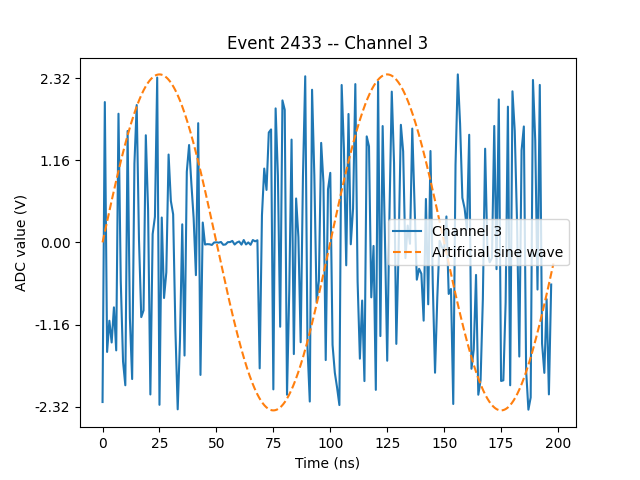 Event 2433 -- Channel 3
ADC value (V)
2.32
1.16
0.00
-1.16
-2.32
Channel 3
Artificial sine wave
0 25 50 75 100 125 150 175 200
Time (ns)